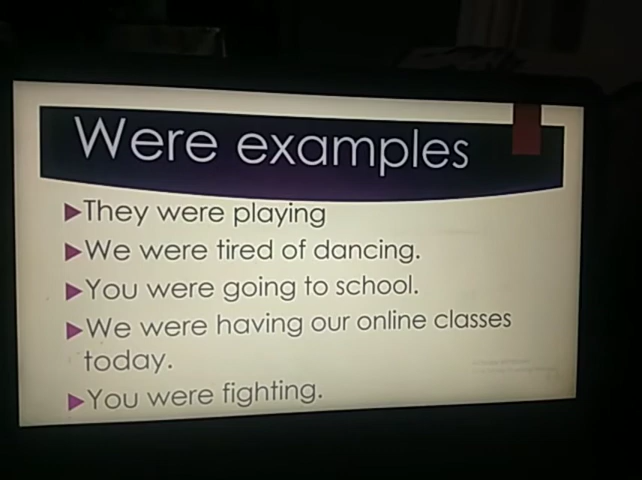 Were examples
They were playing
We were tired of dancing.
You were going to school.
We were having our online classes
today.
You were fighting.